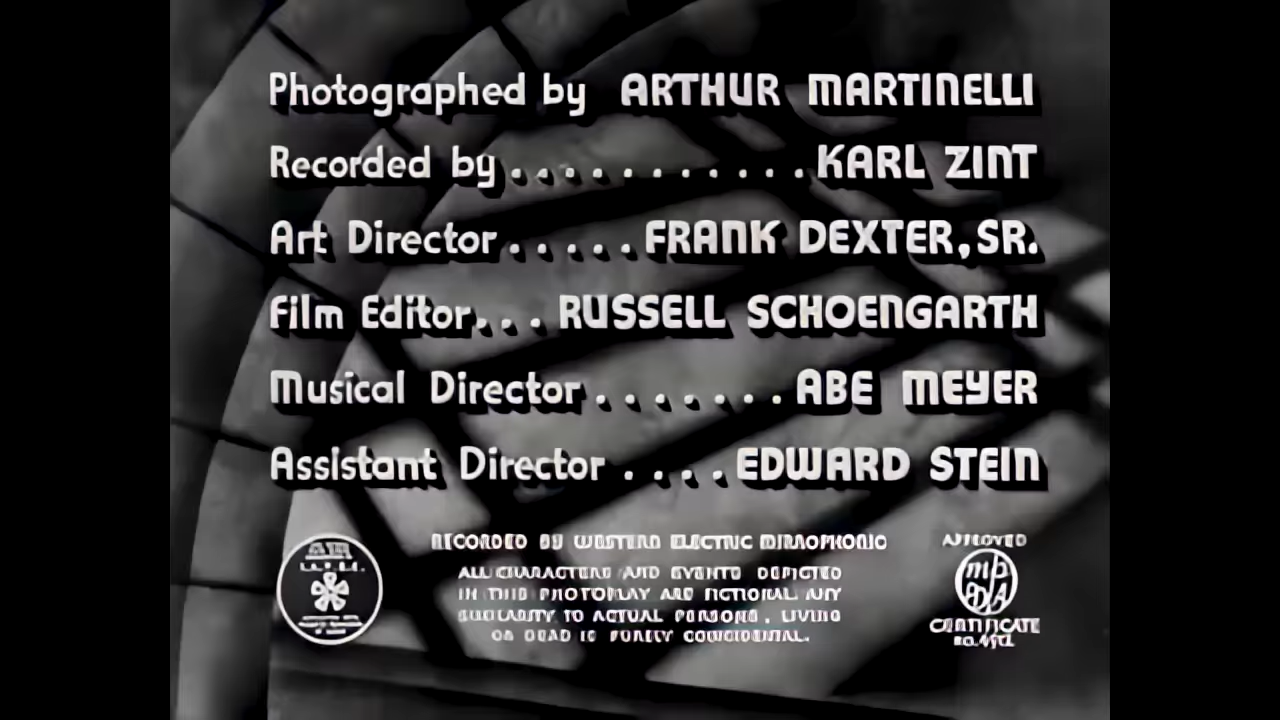 Photographed by ARTHUR MARTINELLI
Recorded by ........... KARL ZINT
Art Director ..... FRANK DEXTER, SR.
Film Editor... RUSSELL SCHOENGARTH
Musical Director ....... ABE MEYER
Assistant Director .... EDWARD STEIN
RECORDED BY WESTERN ELECTRIC MIRROPHONIC
ALL CHARACTERS AND EVENTS DEPICTED
IN THIS PHOTOPLAY ARE FICTIONAL. ANY
SIMILARITY TO ACTUAL PERSONS, LIVING
OR DEAD IS PURELY COINCIDENTAL.
APPROVED
CERTIFICATE